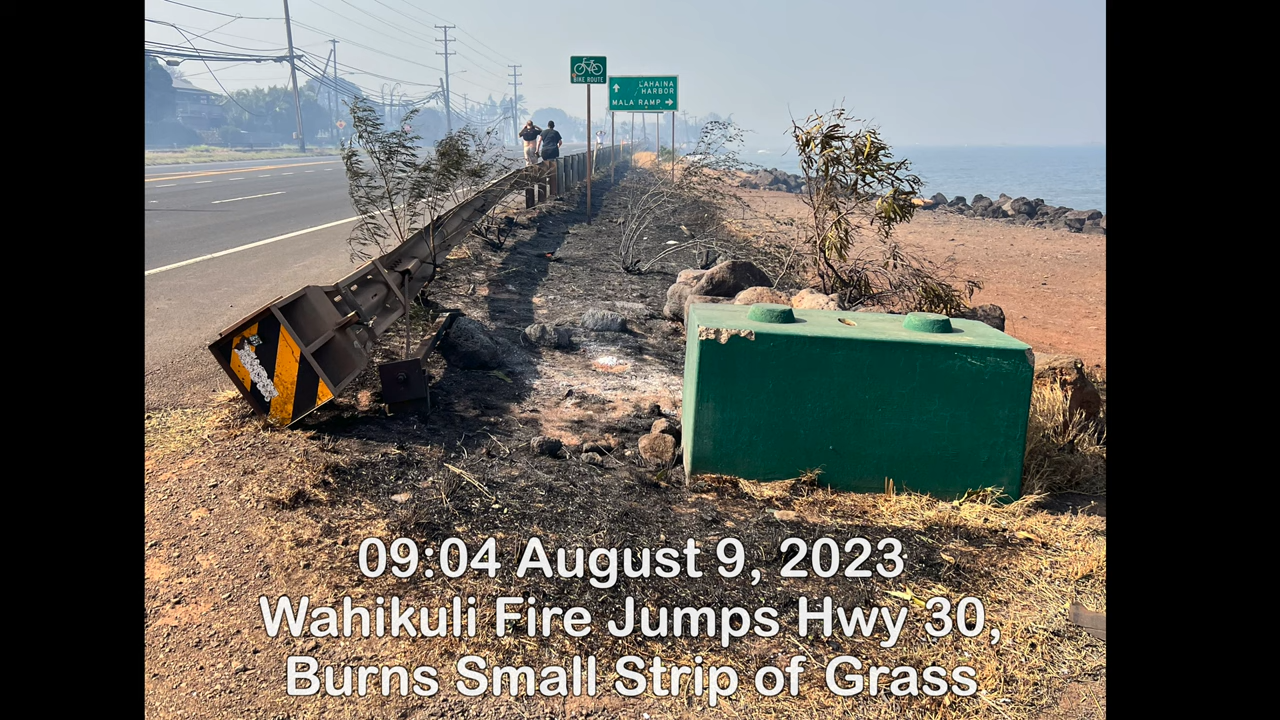 BIKE ROUTE
LAHAINA
HARBOR
MALA RAMP
09:04 August 9, 2023
Wahikuli Fire Jumps Hwy 30,
Burns Small Strip of Grass.